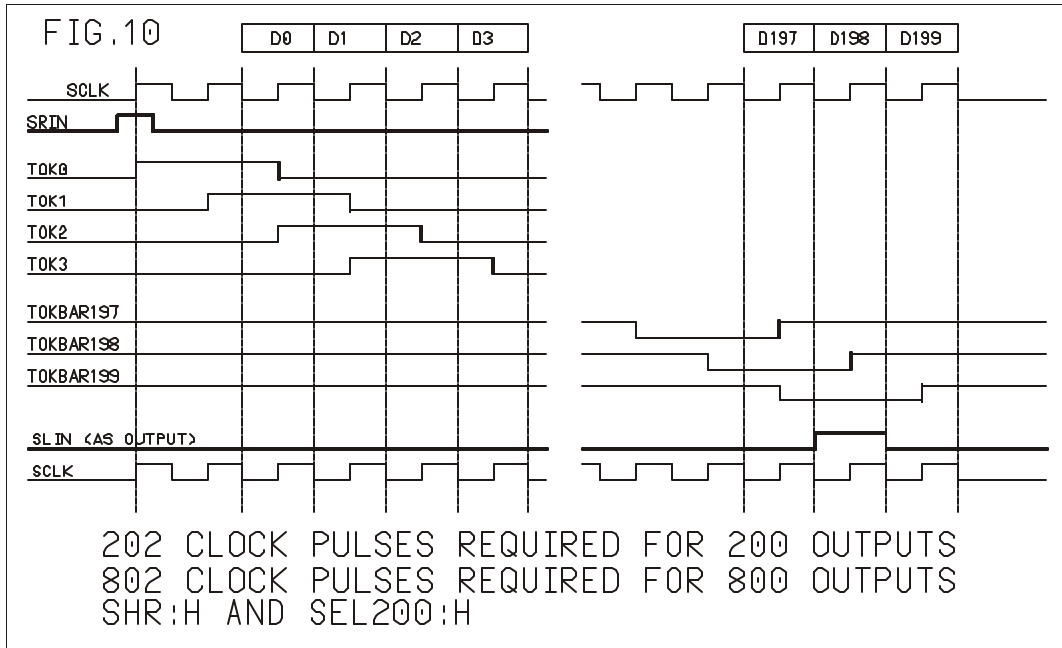 FIG.10
D0 D1 D2 D3 D197 D198 D199
SCLK
SRIN
TOK0
TOK1
TOK2
TOK3
TOKBAR197
TOKBAR198
TOKBAR199
SLIN (AS OUTPUT)
SCLK
202 CLOCK PULSES REQUIRED FOR 200 OUTPUTS
802 CLOCK PULSES REQUIRED FOR 800 OUTPUTS
SHR:H AND SEL200:H